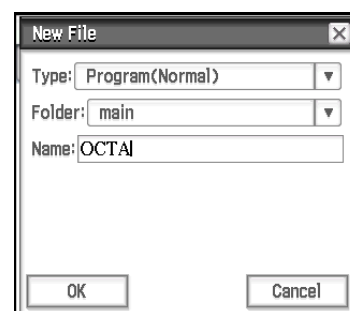 New File
Type: Program(Normal)
Folder: main
Name: OCTA
OK Cancel